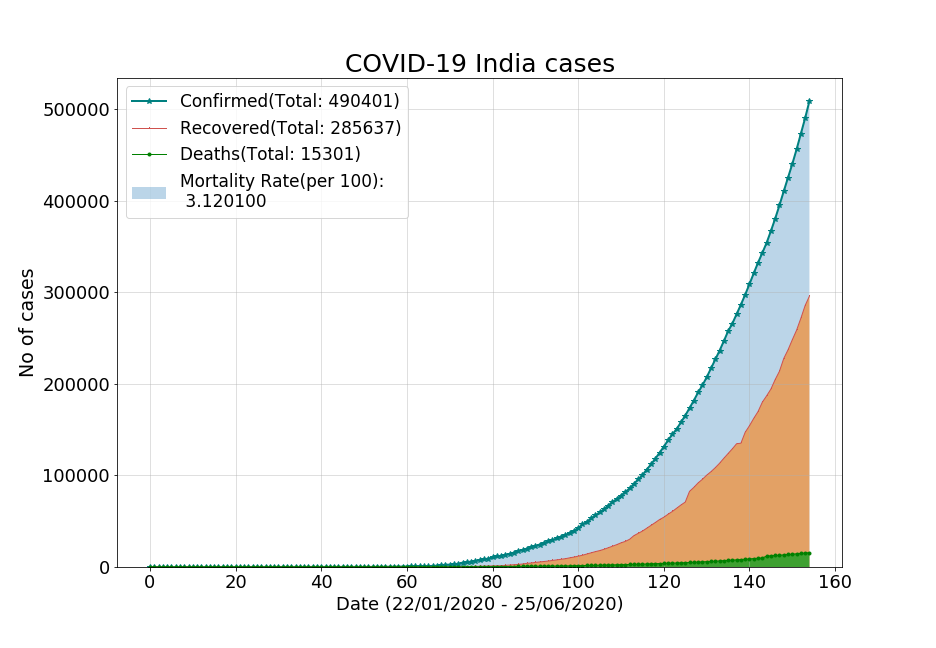 COVID-19 India cases
Confirmed(Total: 490401)
Recovered(Total: 285637)
Deaths(Total: 15301)
Mortality Rate(per 100):
3.120100
No of cases
500000
400000
300000
200000
100000
0
0 20 40 60 80 100 120 140 160
Date (22/01/2020 - 25/06/2020)